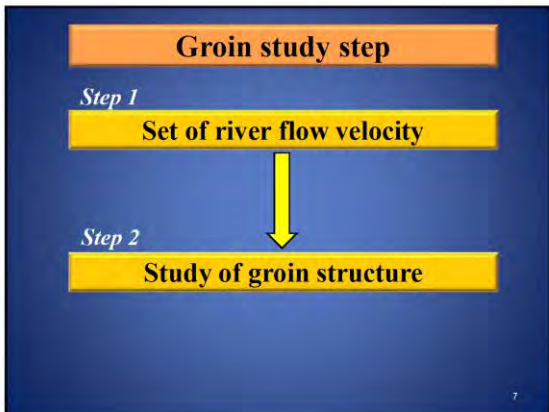 Groin study step
Step 1
Set of river flow velocity
Step 2
Study of groin structure
7